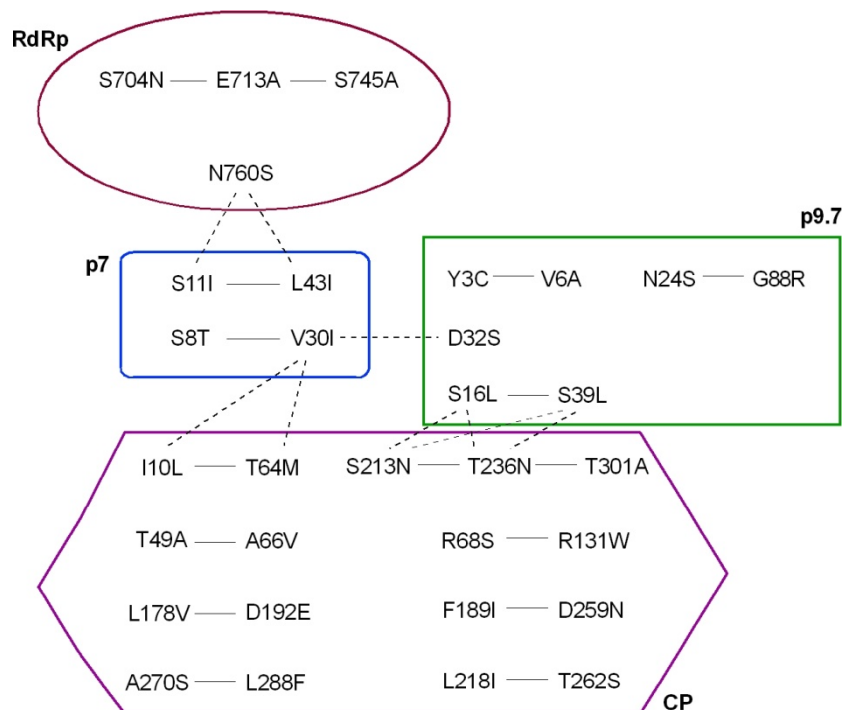 RdRp
S704N E713A S745A
N760S
p7
S11I L43I
S8T V30I
p9.7
Y3C V6A N24S G88R
D32S
S16L S39L
I10L T64M S213N T236N T301A
T49A A66V R68S R131W
L178V D192E F189I D259N
A270S L288F L218I T262S
CP